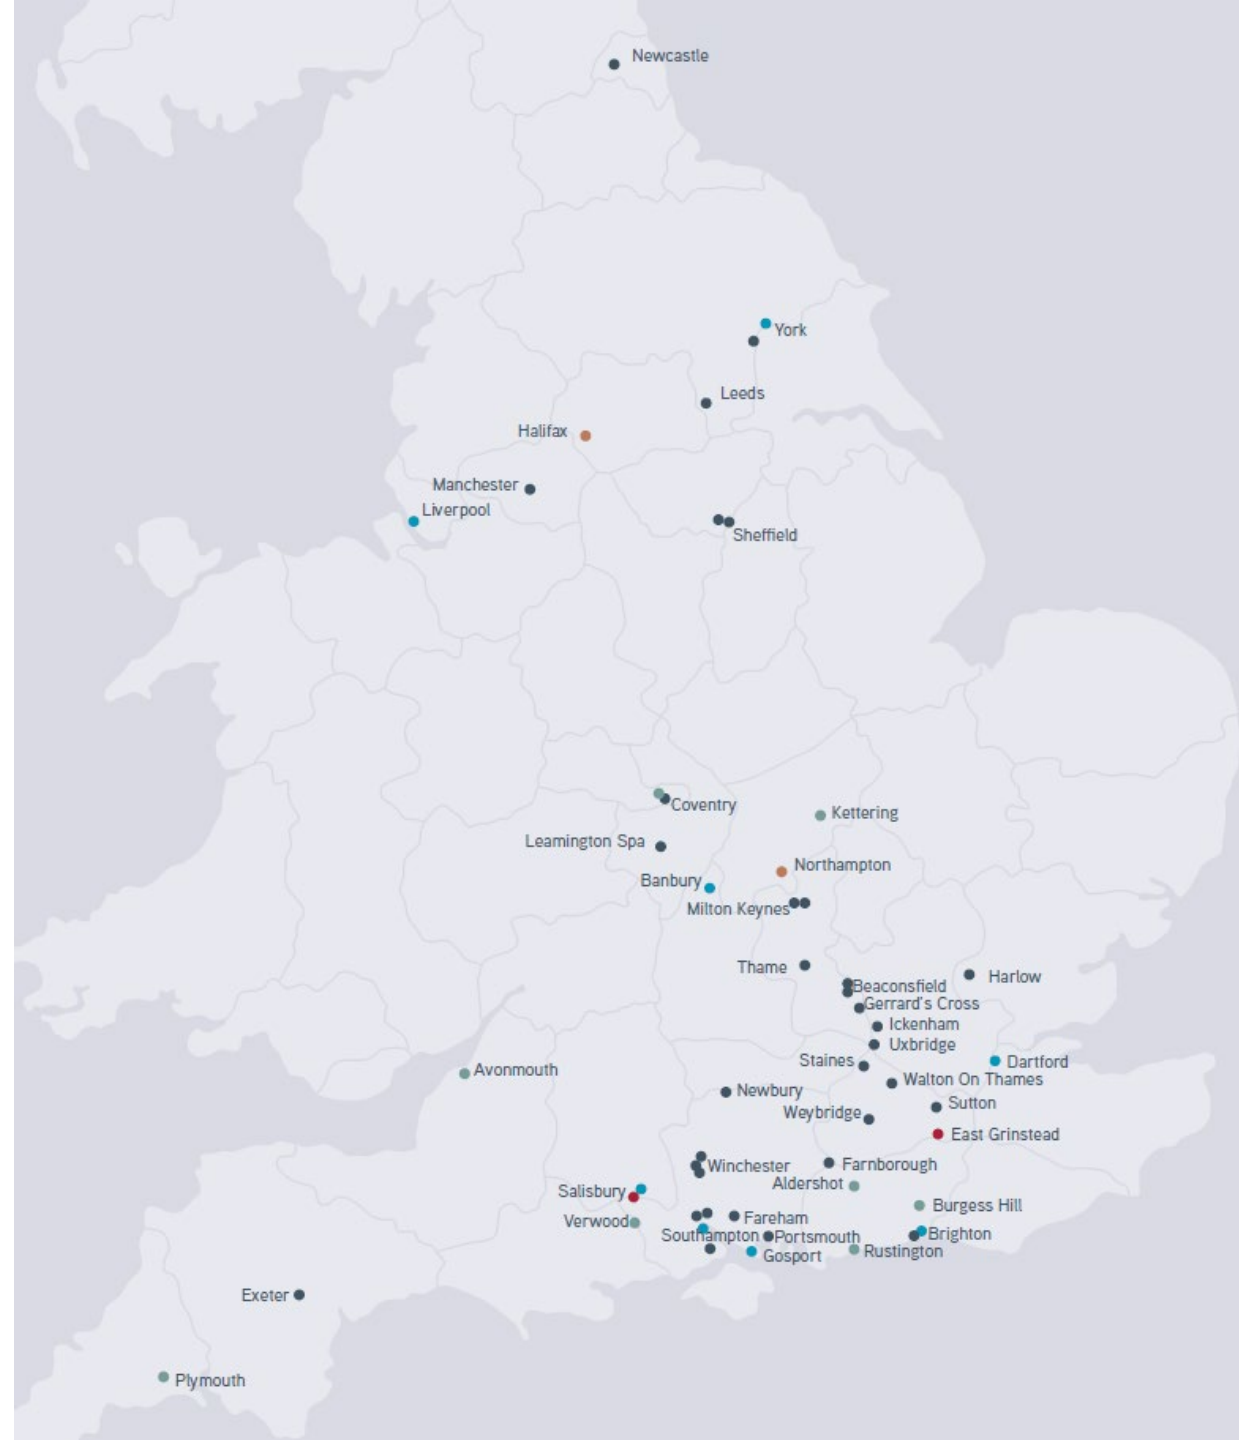 Newcastle
York
Leeds
Halifax
Manchester
Liverpool
Sheffield
Coventry
Kettering
Leamington Spa
Northampton
Banbury
Milton Keynes
Thame
Harlow
Beaconsfield
Gerrard's Cross
Ickenham
Uxbridge
Staines
Dartford
Avonmouth
Walton On Thames
Newbury
Sutton
Weybridge
East Grinstead
Winchester
Farnborough
Aldershot
Salisbury
Burgess Hill
Verwood
Fareham
Southampton
Portsmouth
Brighton
Gosport
Rustington
Exeter
Plymouth